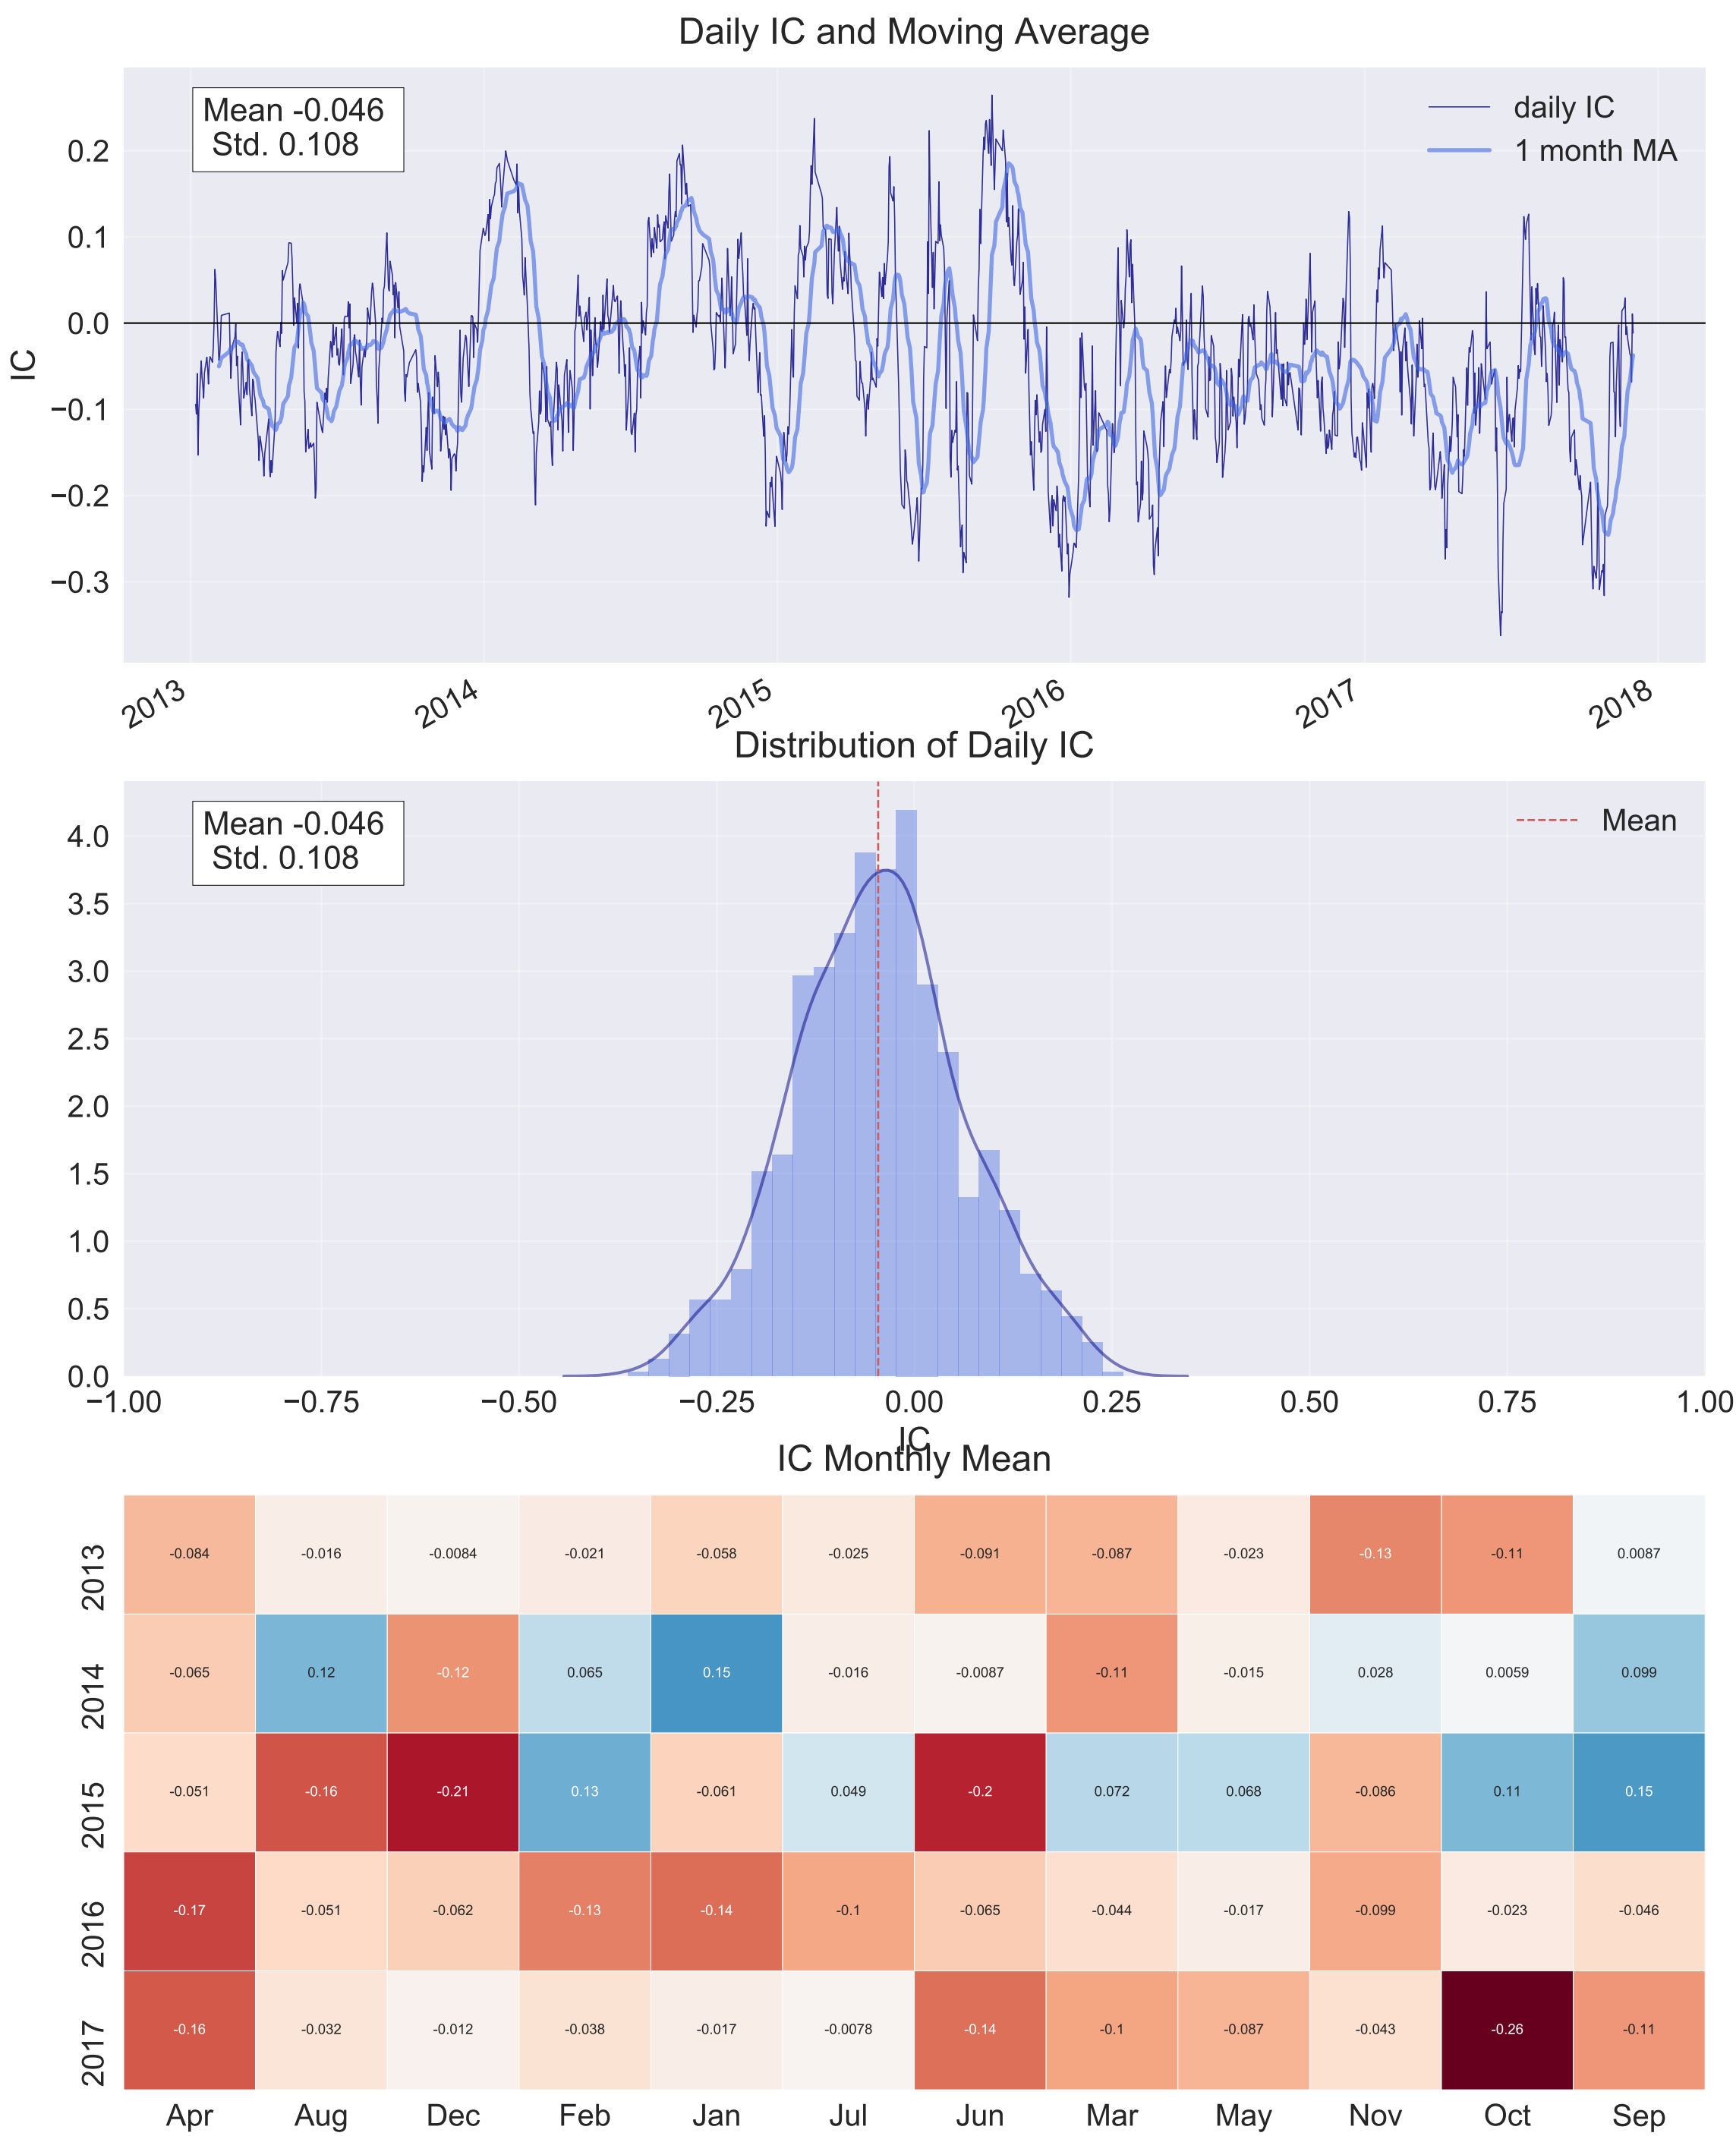 Daily IC and Moving Average
Mean -0.046
Std. 0.108
daily IC
1 month MA
0.2
0.1
0.0
−0.1
−0.2
−0.3
IC
2013 2014 2015 2016 2017 2018
Distribution of Daily IC
Mean -0.046
Std. 0.108
Mean
4.0
3.5
3.0
2.5
2.0
1.5
1.0
0.5
0.0
−1.00 −0.75 −0.50 −0.25 0.00 0.25 0.50 0.75 1.00
IC
IC Monthly Mean
2013 -0.084 -0.016 -0.0084 -0.021 -0.058 -0.025 -0.091 -0.087 -0.023 -0.13 -0.11 0.0087
2014 -0.065 0.12 -0.12 0.065 0.15 -0.016 -0.0087 -0.11 -0.015 0.028 0.0059 0.099
2015 -0.051 -0.16 -0.21 0.13 -0.061 0.049 -0.2 0.072 0.068 -0.086 0.11 0.15
2016 -0.17 -0.051 -0.062 -0.13 -0.14 -0.1 -0.065 -0.044 -0.017 -0.099 -0.023 -0.046
2017 -0.16 -0.032 -0.012 -0.038 -0.017 -0.0078 -0.14 -0.1 -0.087 -0.043 -0.26 -0.11
Apr Aug Dec Feb Jan Jul Jun Mar May Nov Oct Sep